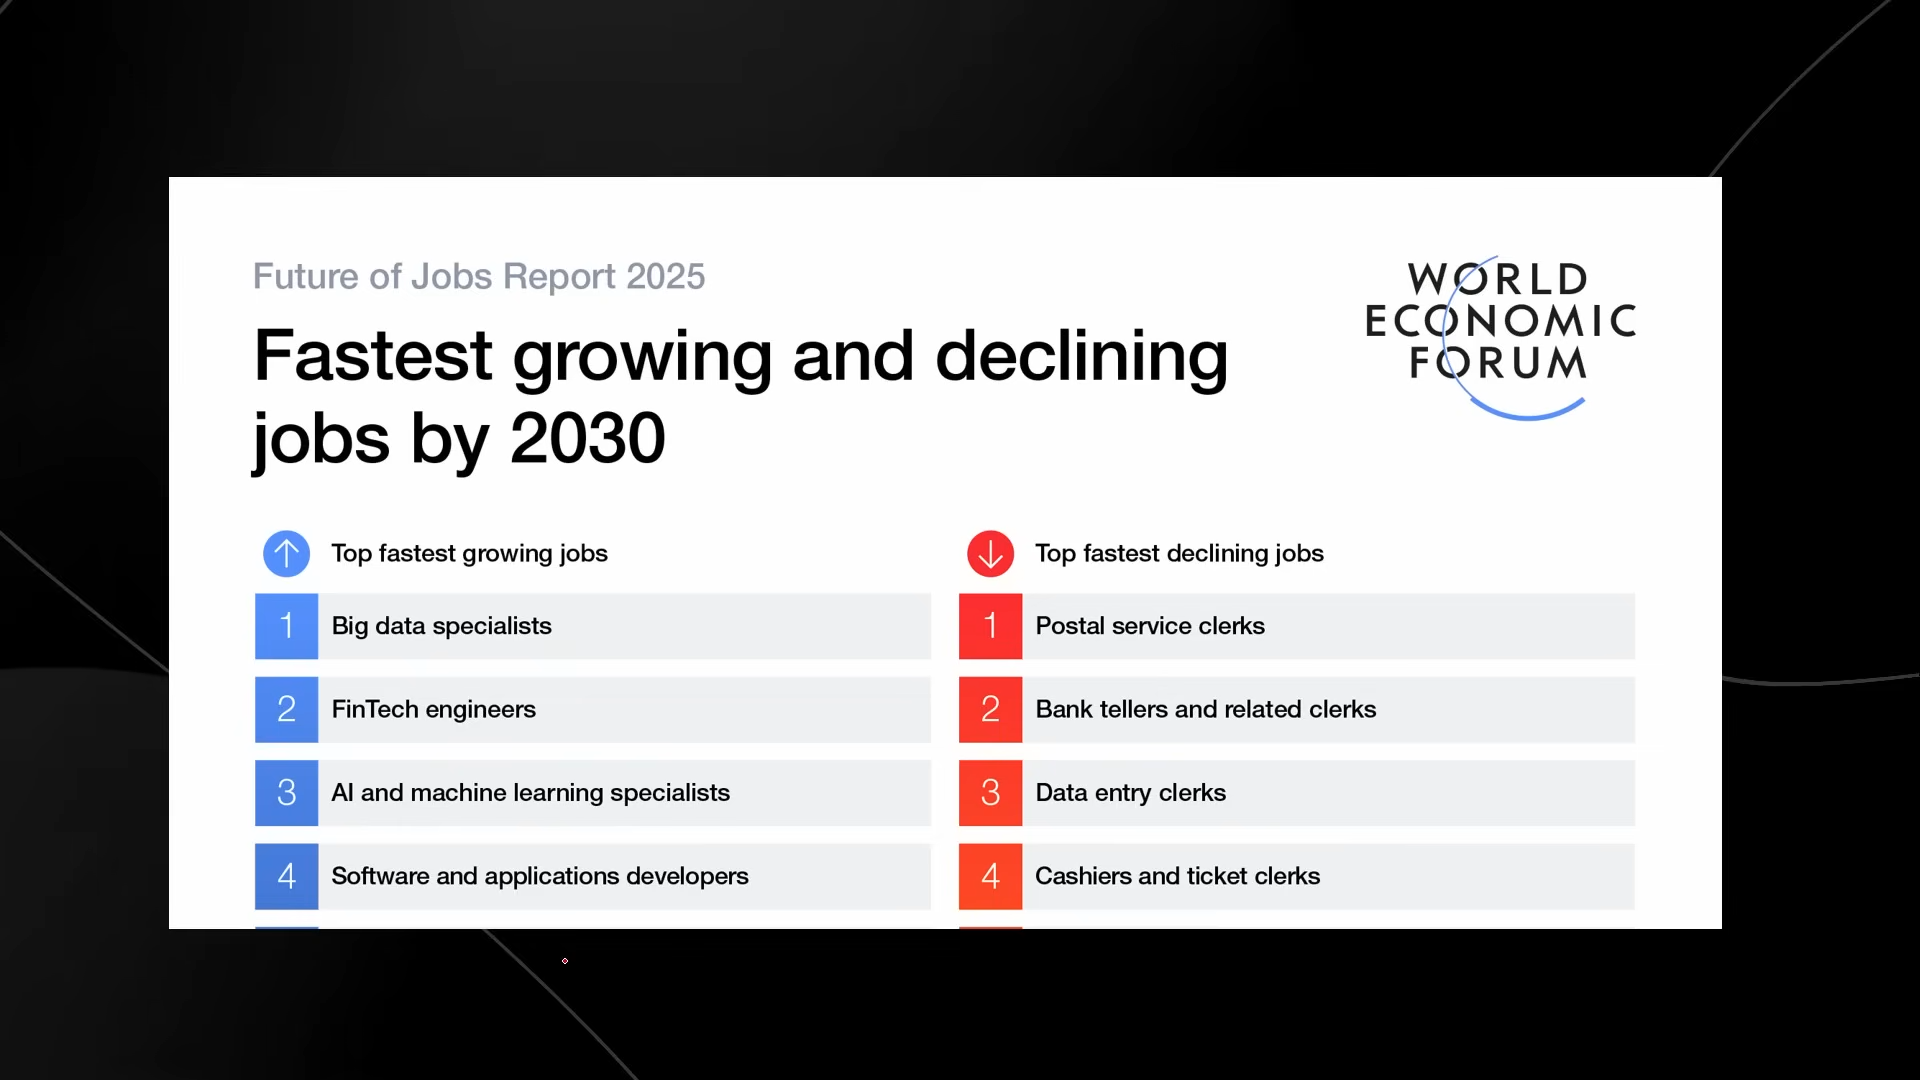 Future of Jobs Report 2025
Fastest growing and declining
jobs by 2030
WORLD
ECONOMIC
FORUM
Top fastest growing jobs
1 Big data specialists
2 FinTech engineers
3 AI and machine learning specialists
4 Software and applications developers
Top fastest declining jobs
1 Postal service clerks
2 Bank tellers and related clerks
3 Data entry clerks
4 Cashiers and ticket clerks